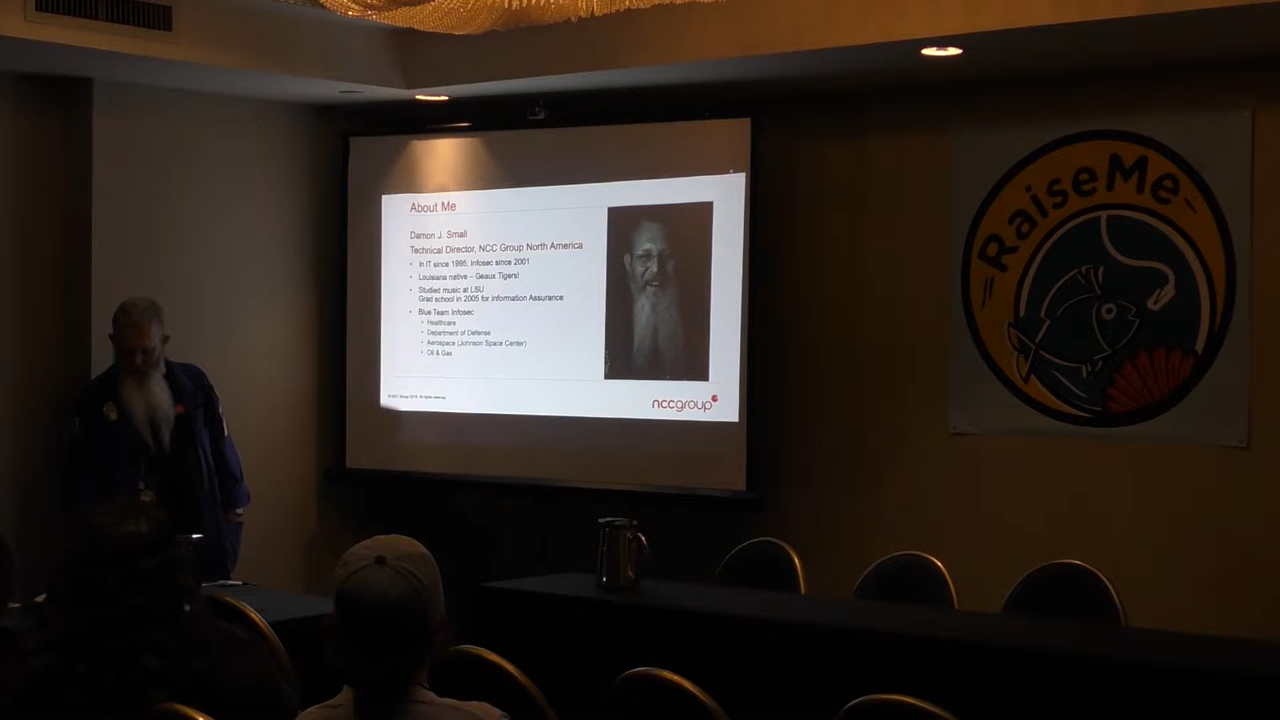 About Me
Damon J. Small
Technical Director, NCC Group North America
In IT since 1995; Infosec since 2001
Louisiana native – Geaux Tigers!
Studied music at LSU
Grad school in 2005 for Information Assurance
Blue Team Infosec
Healthcare
Department of Defense
Aerospace (Johnson Space Center)
Oil & Gas
nccgroup
RaiseMe